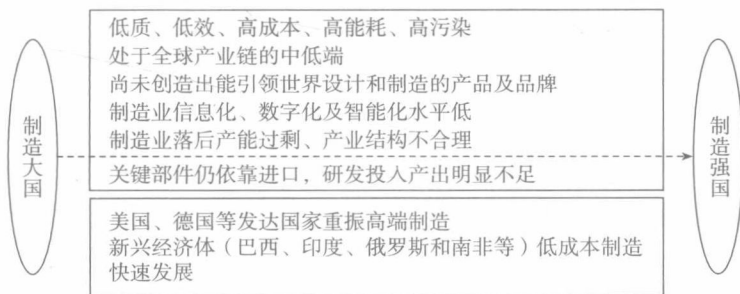 制造大国
低质、低效、高成本、高能耗、高污染
处于全球产业链的中低端
尚未创造出能引领世界设计和制造的产品及品牌
制造业信息化、数字化及智能化水平低
制造业落后产能过剩、产业结构不合理
关键部件仍依靠进口，研发投入产出明显不足
美国、德国等发达国家重振高端制造
新兴经济体（巴西、印度、俄罗斯和南非等）低成本制造
快速发展
制造强国